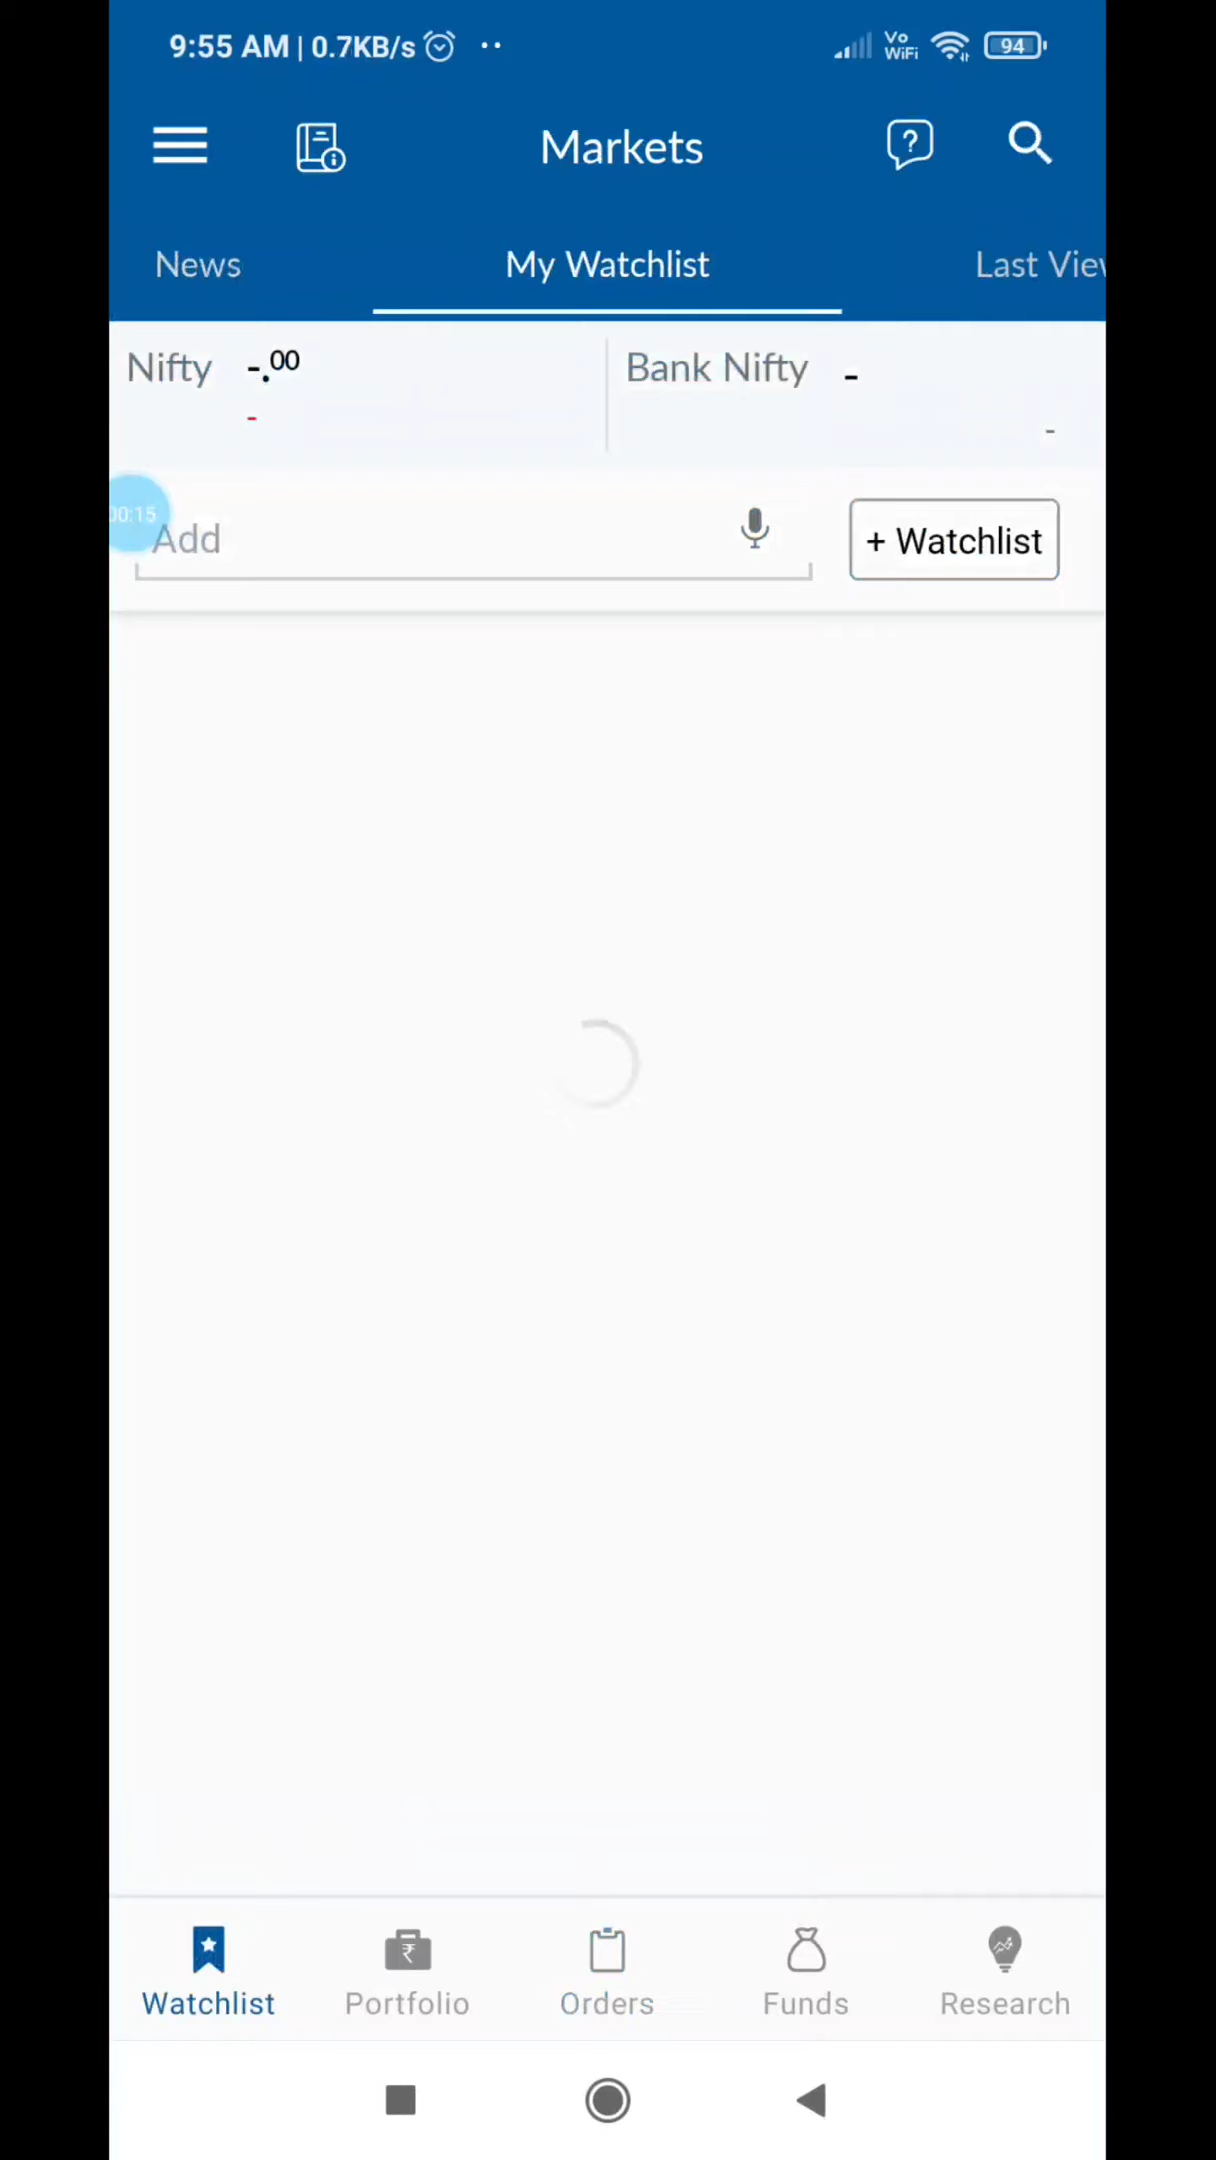 9:55 AM | 0.7KB/s
Vo
WiFi
94
Markets
News
My Watchlist
Last View
Nifty -.00
-
Bank Nifty -
-
00:15
Add
+ Watchlist
Watchlist
Portfolio
Orders
Funds
Research